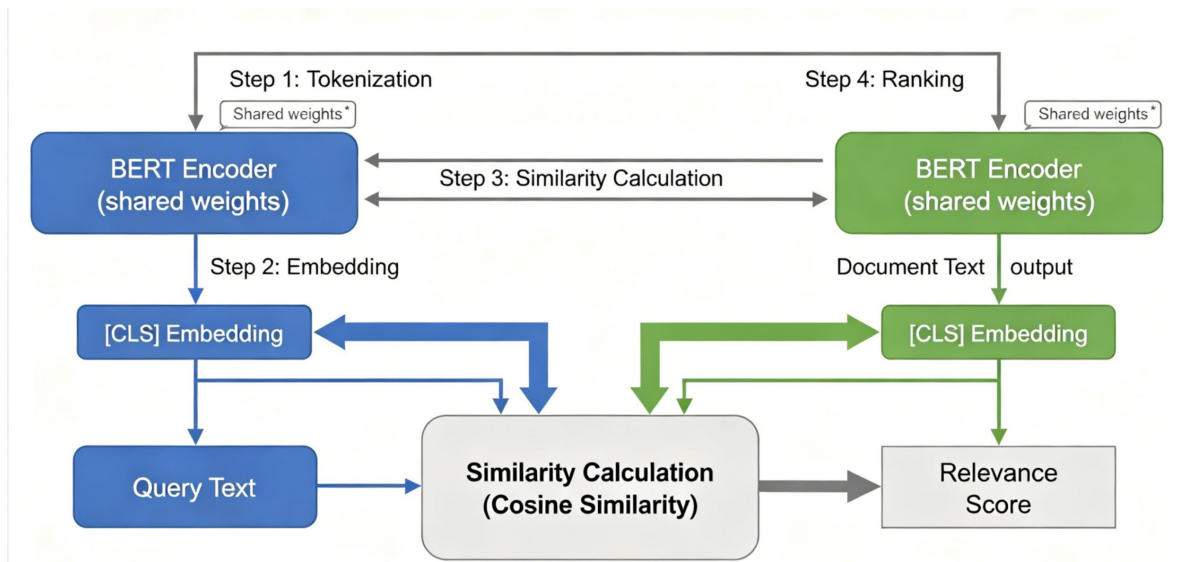 Step 1: Tokenization
Step 4: Ranking
Shared weights*
Shared weights*
BERT Encoder
(shared weights)
Step 3: Similarity Calculation
BERT Encoder
(shared weights)
Step 2: Embedding
Document Text output
[CLS] Embedding
[CLS] Embedding
Query Text
Similarity Calculation
(Cosine Similarity)
Relevance
Score